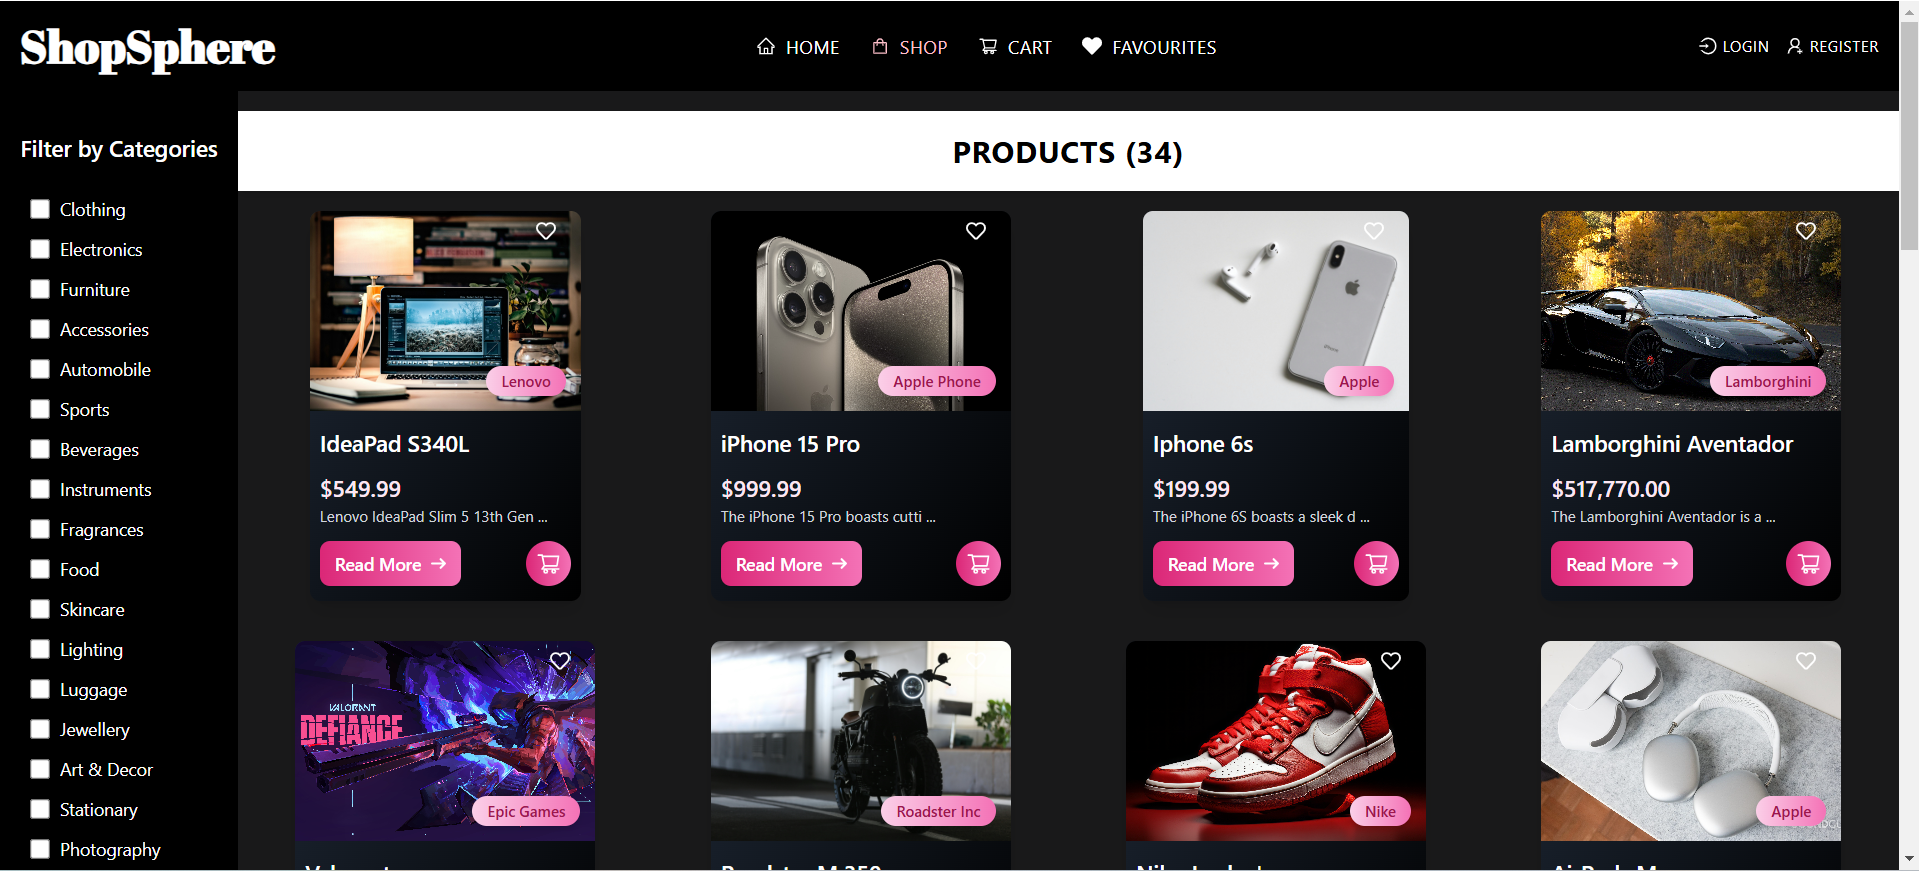 ShopSphere
HOME
SHOP
CART
FAVOURITES
LOGIN
REGISTER
Filter by Categories
Clothing
Electronics
Furniture
Accessories
Automobile
Sports
Beverages
Instruments
Fragrances
Food
Skincare
Lighting
Luggage
Jewellery
Art & Decor
Stationary
Photography
PRODUCTS (34)
Lenovo
IdeaPad S340L
$549.99
Lenovo IdeaPad Slim 5 13th Gen ...
Read More
Apple Phone
iPhone 15 Pro
$999.99
The iPhone 15 Pro boasts cutti ...
Read More
iPhone
Apple
Iphone 6s
$199.99
The iPhone 6S boasts a sleek d ...
Read More
Lamborghini
Lamborghini Aventador
$517,770.00
The Lamborghini Aventador is a ...
Read More
VALORANT
DEFIANCE
Epic Games
Roadster Inc
Nike
Apple